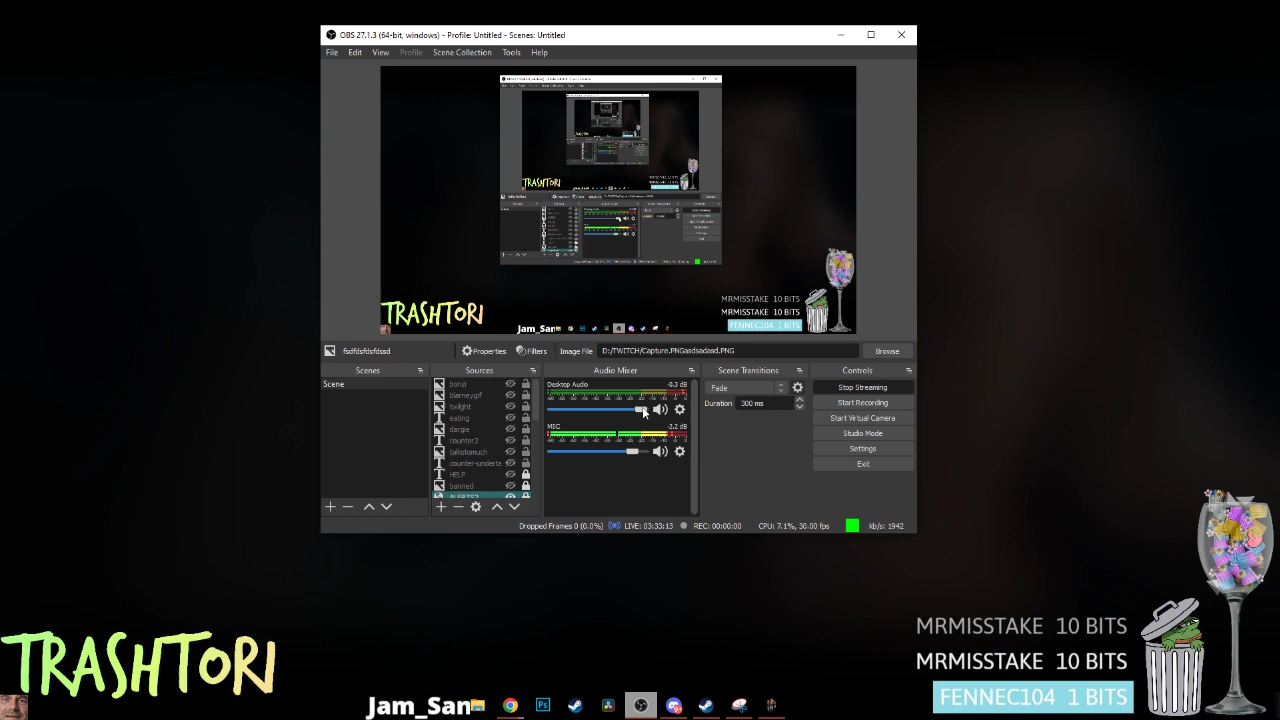 OBS 27.1.3 (64-bit, windows) - Profile: Untitled - Scenes: Untitled
File Edit View Profile Scene Collection Tools Help
TRASHTORI
Jam_San
MRMISSTAKE 10 BITS
MRMISSTAKE 10 BITS
FENNEC104 1 BITS
fsdfdsfdsfdssd Properties Filters Image File D:/TWITCH/Capture.PNGasdsadasd.PNG Browse
Scenes Sources Audio Mixer Scene Transitions Controls
Scene
bonzi
blarneygif
twilight
eating
dargie
counter2
talkstomuch
counter-underta
HELP
banned
ALERTS2
Desktop Audio -0.3 dB
MIC -2.2 dB
Fade
Duration 300 ms
Stop Streaming
Start Recording
Start Virtual Camera
Studio Mode
Settings
Exit
Dropped Frames 0 (0.0%) LIVE: 03:33:13 REC: 00:00:00 CPU: 7.1%, 30.00 fps kb/s: 1942
TRASHTORI
Jam_San
Ps
MRMISSTAKE 10 BITS
MRMISSTAKE 10 BITS
FENNEC104 1 BITS